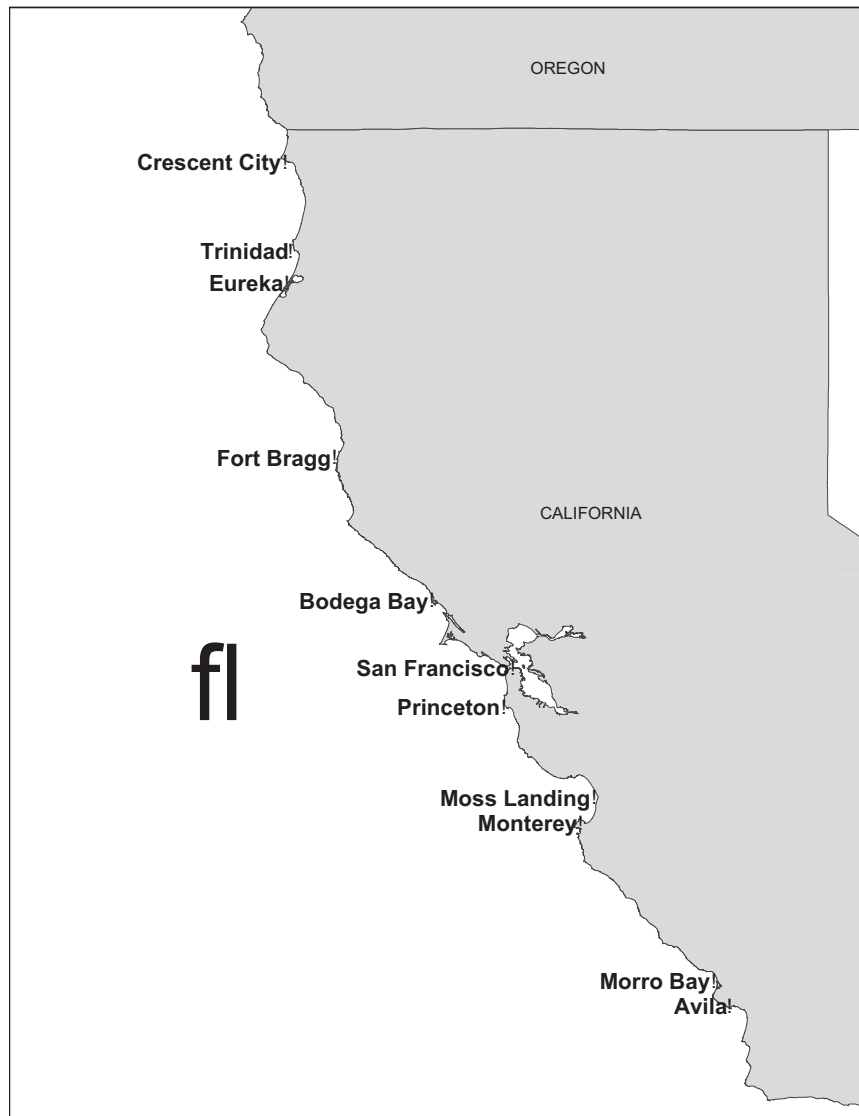 OREGON
Crescent City!
Trinidad!
Eureka!
Fort Bragg!
CALIFORNIA
Bodega Bay!
fl
San Francisco!
Princeton!
Moss Landing!
Monterey!
Morro Bay!
Avila!